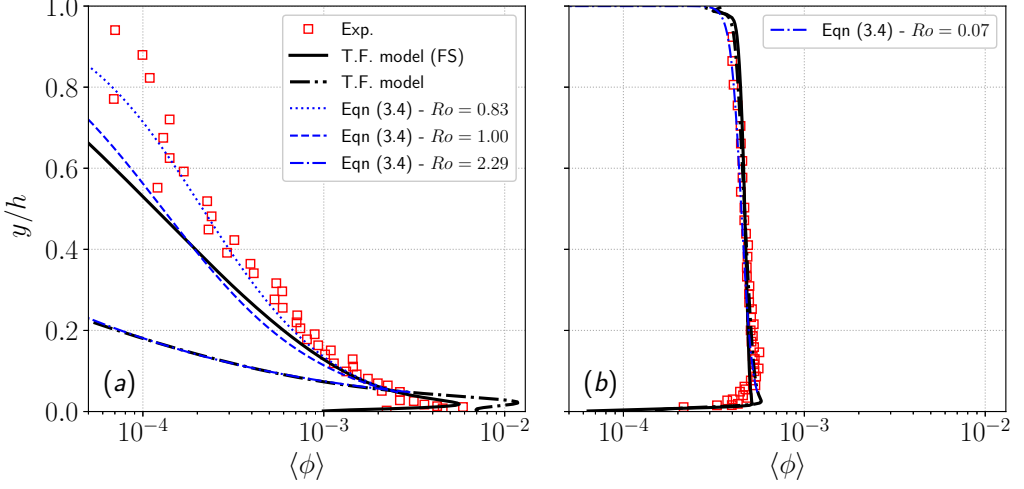 1.0
0.8
0.6
0.4
0.2
0.0
y/h
Exp.
T.F. model (FS)
T.F. model
Eqn (3.4) - Ro = 0.83
Eqn (3.4) - Ro = 1.00
Eqn (3.4) - Ro = 2.29
(a)
10⁻⁴
10⁻³
10⁻²
⟨ϕ⟩
Eqn (3.4) - Ro = 0.07
(b)
10⁻⁴
10⁻³
10⁻²
⟨ϕ⟩